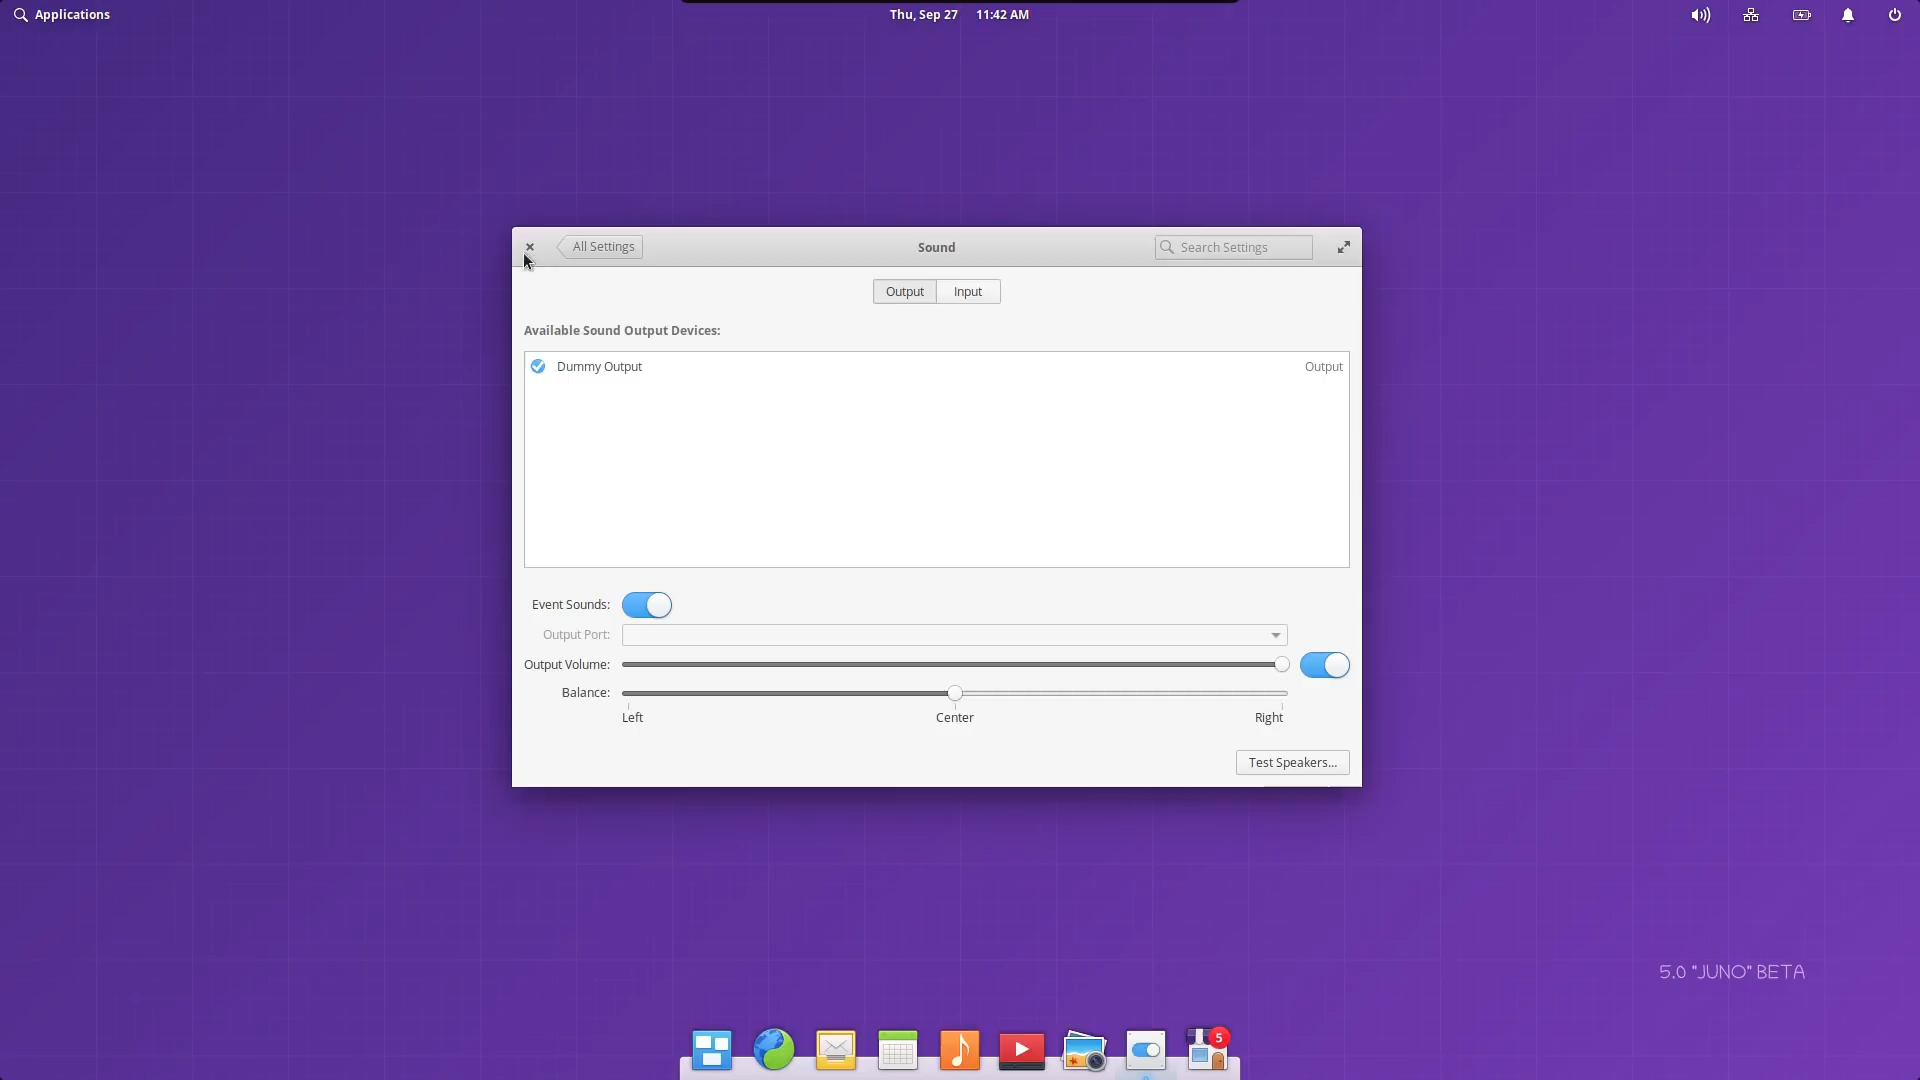 Applications
Thu, Sep 27 11:42 AM
All Settings
Sound
Search Settings
Output
Input
Available Sound Output Devices:
Dummy Output
Output
Event Sounds:
Output Port:
Output Volume:
Balance:
Left
Center
Right
Test Speakers...
5.0 "JUNO" BETA
5